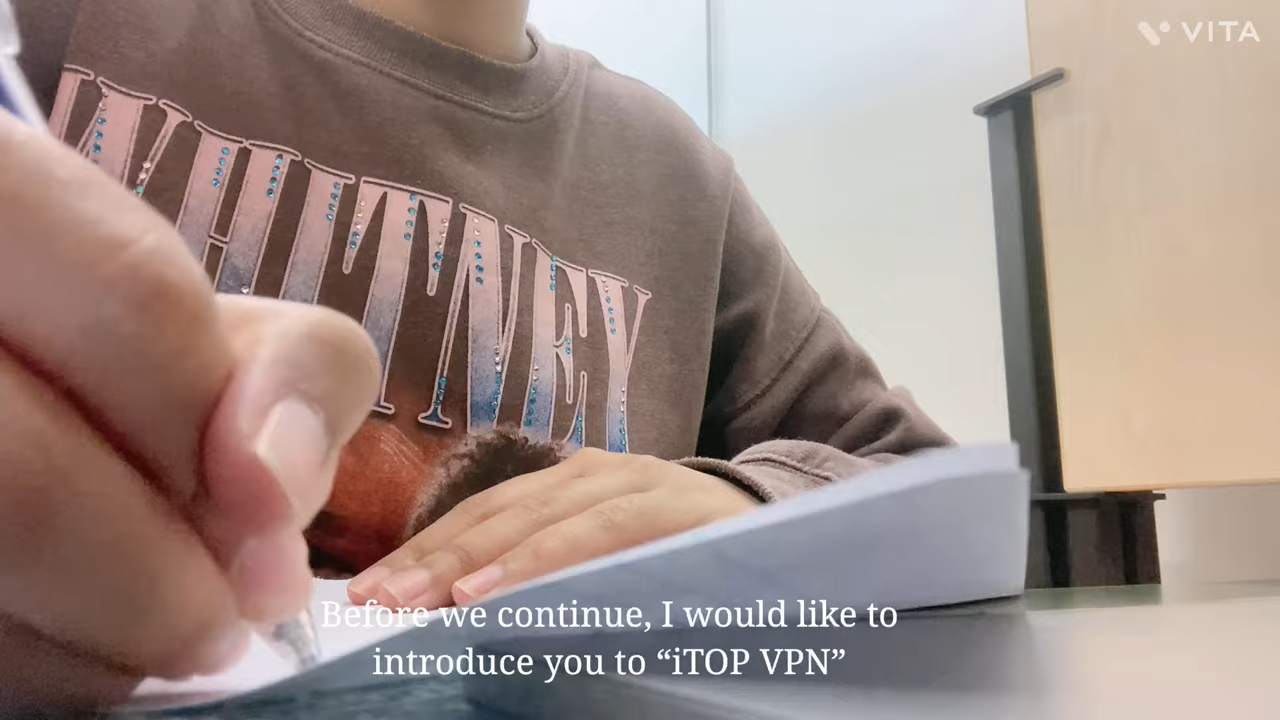 VITA
WHITNEY
Before we continue, I would like to
introduce you to “iTOP VPN”